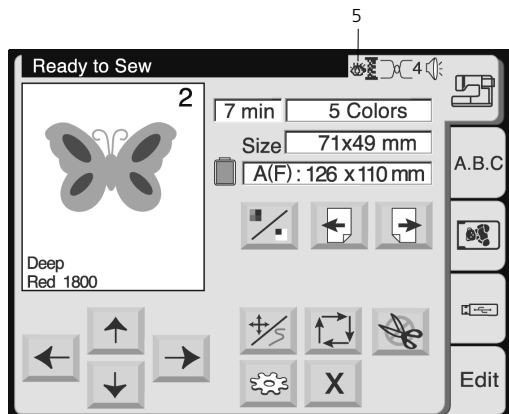 5
Ready to Sew
4
2
7 min
5 Colors
Size
71x49 mm
A(F) : 126 x 110 mm
Deep
Red 1800
X
A.B.C
Edit